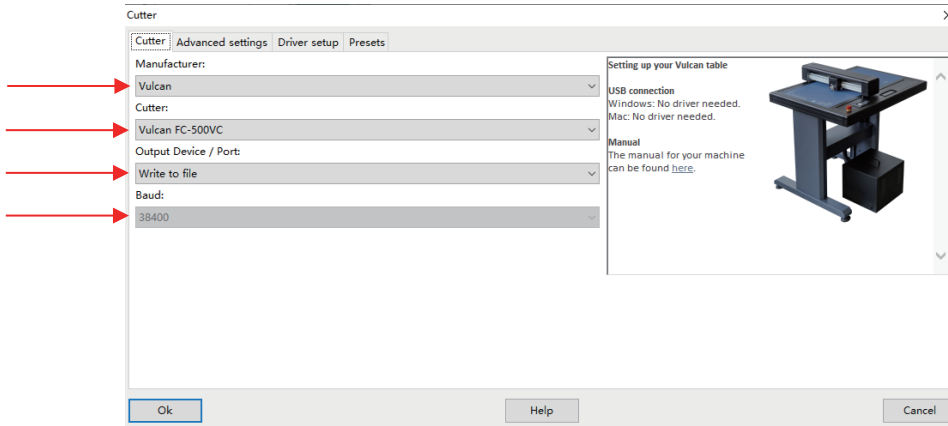 Cutter
Cutter Advanced settings Driver setup Presets
Manufacturer:
Vulcan
Cutter:
Vulcan FC-500VC
Output Device / Port:
Write to file
Baud:
38400
Setting up your Vulcan table
USB connection
Windows: No driver needed.
Mac: No driver needed.
Manual
The manual for your machine
can be found here.
Ok Help Cancel